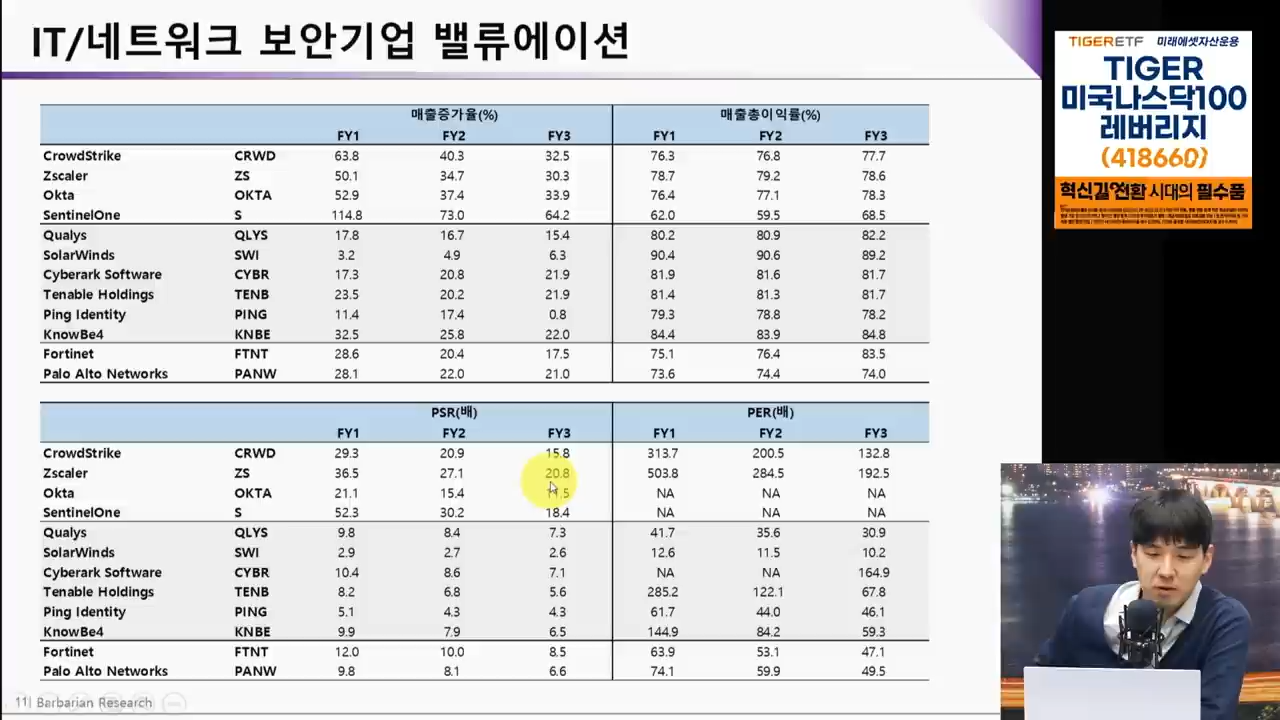 IT/네트워크 보안기업 밸류에이션
매출증가율(%) 매출총이익률(%)
FY1 FY2 FY3 FY1 FY2 FY3
CrowdStrike CRWD 63.8 40.3 32.5 76.3 76.8 77.7
Zscaler ZS 50.1 34.7 30.3 78.7 79.2 78.6
Okta OKTA 52.9 37.4 33.9 76.4 77.1 78.3
SentinelOne S 114.8 73.0 64.2 62.0 59.5 68.5
Qualys QLYS 17.8 16.7 15.4 80.2 80.9 82.2
SolarWinds SWI 3.2 4.9 6.3 90.4 90.6 89.2
Cyberark Software CYBR 17.3 20.8 21.9 81.9 81.6 81.7
Tenable Holdings TENB 23.5 20.2 21.9 81.4 81.3 81.7
Ping Identity PING 11.4 17.4 0.8 79.3 78.8 78.2
KnowBe4 KNBE 32.5 25.8 22.0 84.4 83.9 84.8
Fortinet FTNT 28.6 20.4 17.5 75.1 76.4 83.5
Palo Alto Networks PANW 28.1 22.0 21.0 73.6 74.4 74.0
PSR(배) PER(배)
FY1 FY2 FY3 FY1 FY2 FY3
CrowdStrike CRWD 29.3 20.9 15.8 313.7 200.5 132.8
Zscaler ZS 36.5 27.1 20.8 503.8 284.5 192.5
Okta OKTA 21.1 15.4 11.5 NA NA NA
SentinelOne S 52.3 30.2 18.4 NA NA NA
Qualys QLYS 9.8 8.4 7.3 41.7 35.6 30.9
SolarWinds SWI 2.9 2.7 2.6 12.6 11.5 10.2
Cyberark Software CYBR 10.4 8.6 7.1 NA NA 164.9
Tenable Holdings TENB 8.2 6.8 5.6 285.2 122.1 67.8
Ping Identity PING 5.1 4.3 4.3 61.7 44.0 46.1
KnowBe4 KNBE 9.9 7.9 6.5 144.9 84.2 59.3
Fortinet FTNT 12.0 10.0 8.5 63.9 53.1 47.1
Palo Alto Networks PANW 9.8 8.1 6.6 74.1 59.9 49.5
11| Barbarian Research
TIGER ETF 미래에셋자산운용
TIGER
미국나스닥100
레버리지
(418660)
혁신길 전환 시대의 필수품